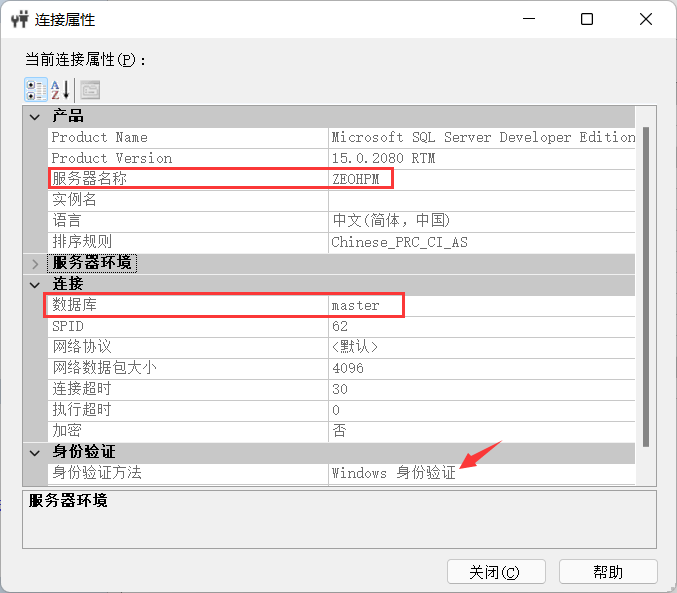 连接属性
当前连接属性(P):
产品
Product Name Microsoft SQL Server Developer Edition
Product Version 15.0.2080 RTM
服务器名称 ZEOHPM
实例名
语言 中文(简体，中国)
排序规则 Chinese_PRC_CI_AS
服务器环境
连接
数据库 master
SPID 62
网络协议 <默认>
网络数据包大小 4096
连接超时 30
执行超时 0
加密 否
身份验证
身份验证方法 Windows 身份验证
服务器环境
关闭(C) 帮助